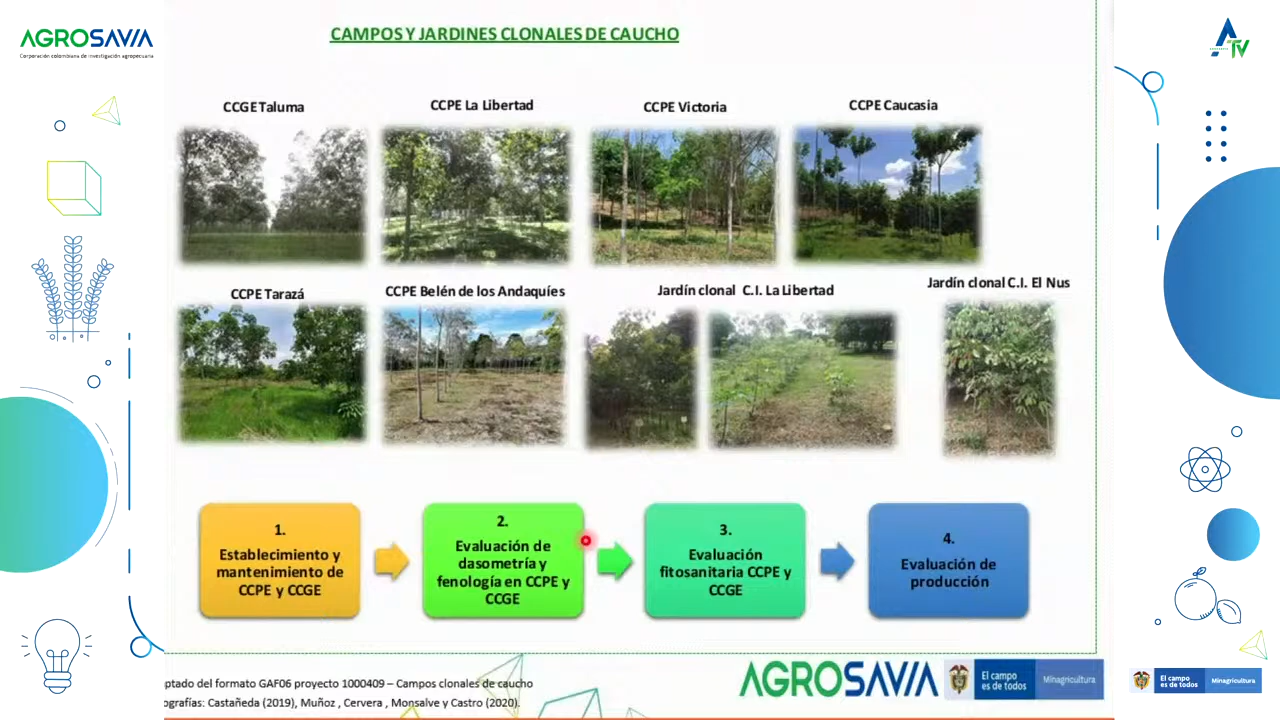 AGROSAVIA
Corporación colombiana de investigación agropecuaria
CAMPOS Y JARDINES CLONALES DE CAUCHO
TV
CCGE Taluma
CCPE La Libertad
CCPE Victoria
CCPE Caucasia
CCPE Tarazá
CCPE Belén de los Andaquíes
Jardín clonal C.I. La Libertad
Jardín clonal C.I. El Nus
1.
Establecimiento y
mantenimiento de
CCPE y CCGE
2.
Evaluación de
dasometría y
fenología en CCPE y
CCGE
3.
Evaluación
fitosanitaria CCPE y
CCGE
4.
Evaluación de
producción
ptado del formato GAF06 proyecto 1000409 – Campos clonales de caucho
ografías: Castañeda (2019), Muñoz , Cervera , Monsalve y Castro (2020).
AGROSAVIA
El campo
es de todos
Minagricultura
El campo
es de todos
Minagricultura